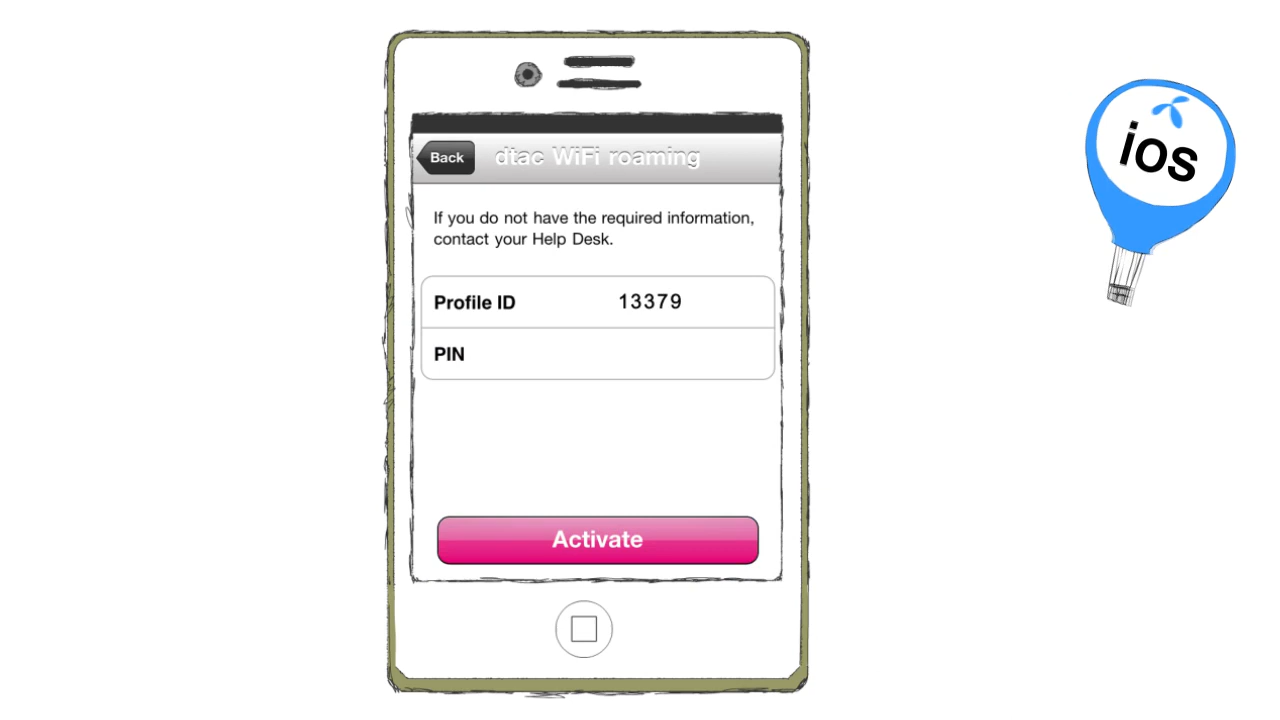 Back
dtac WiFi roaming
ios
If you do not have the required information,
contact your Help Desk.
Profile ID 13379
PIN
Activate